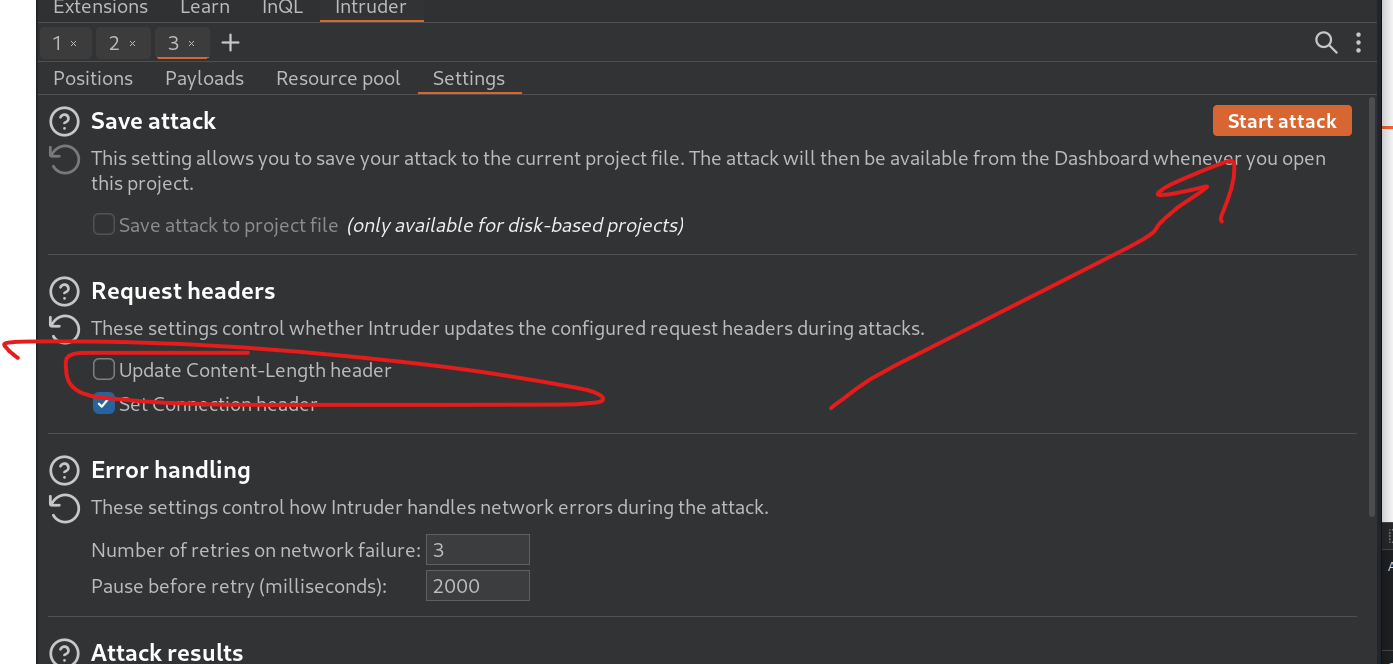 Extensions Learn InQL Intruder
1 × 2 × 3 × +
Positions Payloads Resource pool Settings
Save attack
Start attack
This setting allows you to save your attack to the current project file. The attack will then be available from the Dashboard whenever you open
this project.
Save attack to project file (only available for disk-based projects)
Request headers
These settings control whether Intruder updates the configured request headers during attacks.
Update Content-Length header
Set Connection header
Error handling
These settings control how Intruder handles network errors during the attack.
Number of retries on network failure: 3
Pause before retry (milliseconds): 2000
Attack results